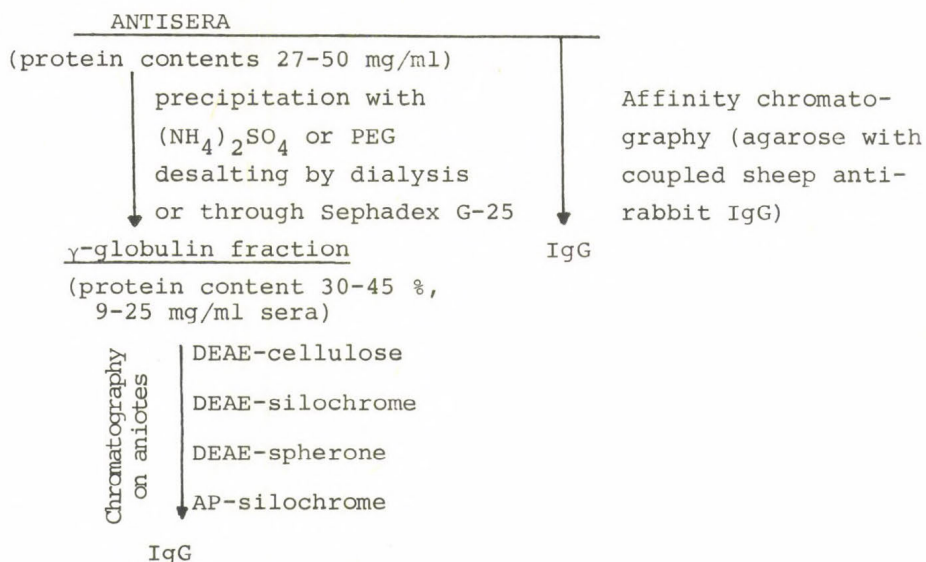 ANTISERA
(protein contents 27-50 mg/ml)
precipitation with
(NH4)2SO4 or PEG
desalting by dialysis
or through Sephadex G-25
Affinity chromato-
graphy (agarose with
coupled sheep anti-
rabbit IgG)
IgG
γ-globulin fraction
(protein content 30-45 %,
9-25 mg/ml sera)
Chromatography
on aniotes
DEAE-cellulose
DEAE-silochrome
DEAE-spherone
AP-silochrome
IgG